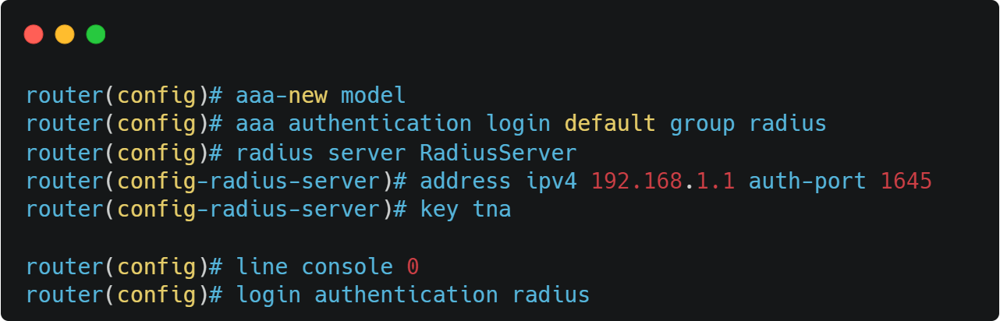 router(config)# aaa-new model
router(config)# aaa authentication login default group radius
router(config)# radius server RadiusServer
router(config-radius-server)# address ipv4 192.168.1.1 auth-port 1645
router(config-radius-server)# key tna
router(config)# line console 0
router(config)# login authentication radius